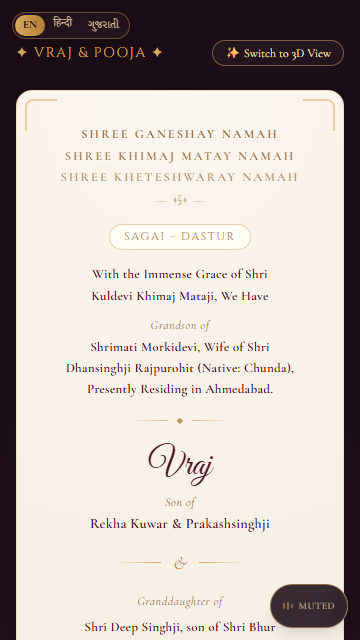 EN हिन्दी ગુજરાતી
✦ VRAJ & POOJA ✦
✨ Switch to 3D View
SHREE GANESHAY NAMAH
SHREE KHIMAJ MATAY NAMAH
SHREE KHETESHWARAY NAMAH
SAGAI - DASTUR
With the Immense Grace of Shri
Kuldevi Khimaj Mataji, We Have
Grandson of
Shrimati Morkidevi, Wife of Shri
Dhansinghji Rajpurohit (Native: Chunda),
Presently Residing in Ahmedabad.
Vraj
Son of
Rekha Kuwar & Prakashsinghji
&
Granddaughter of
MUTED
Shri Deep Singhji, son of Shri Bhur